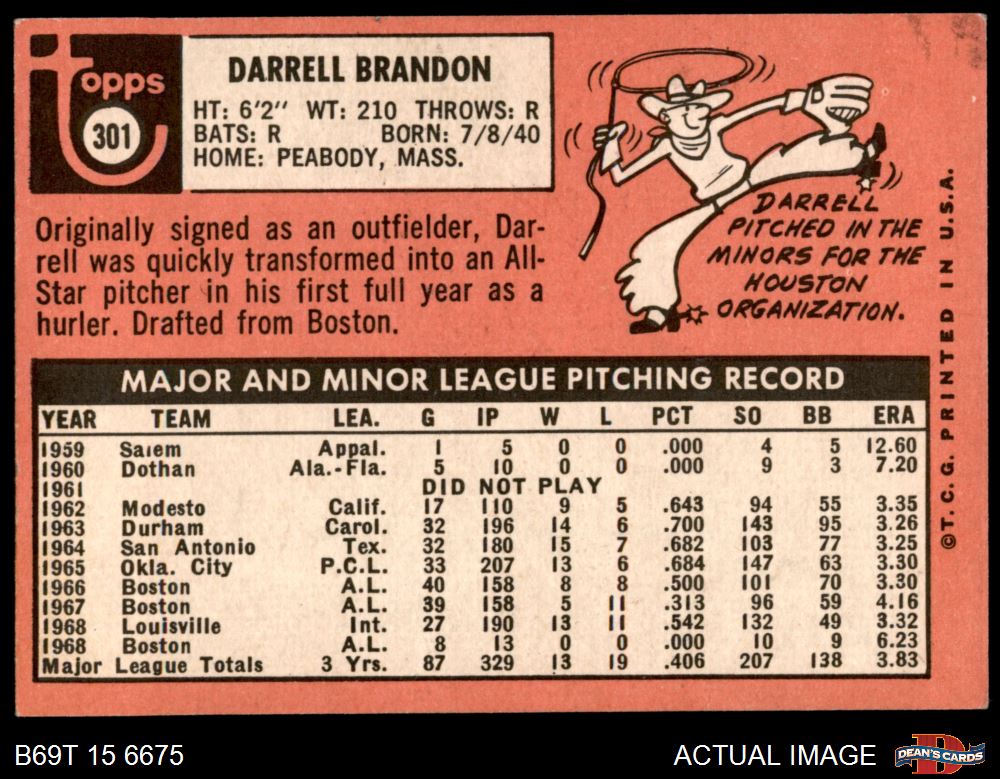 topps
301
DARRELL BRANDON
HT: 6'2" WT: 210 THROWS: R
BATS: R BORN: 7/8/40
HOME: PEABODY, MASS.
Originally signed as an outfielder, Dar-
rell was quickly transformed into an All-
Star pitcher in his first full year as a
hurler. Drafted from Boston.
DARRELL
PITCHED IN THE
MINORS FOR THE
HOUSTON
ORGANIZATION.
©T.C.G. PRINTED IN U.S.A.
MAJOR AND MINOR LEAGUE PITCHING RECORD
YEAR TEAM LEA. G IP W L PCT SO BB ERA
1959 Salem Appal. 1 5 0 0 .000 4 5 12.60
1960 Dothan Ala.-Fla. 5 10 0 0 .000 9 3 7.20
1961 DID NOT PLAY
1962 Modesto Calif. 17 110 9 5 .643 94 55 3.35
1963 Durham Carol. 32 196 14 6 .700 143 95 3.26
1964 San Antonio Tex. 32 180 15 7 .682 103 77 3.25
1965 Okla. City P.C.L. 33 207 13 6 .684 147 63 3.30
1966 Boston A.L. 40 158 8 8 .500 101 70 3.30
1967 Boston A.L. 39 158 5 11 .313 96 59 4.16
1968 Louisville Int. 27 190 13 11 .542 132 49 3.32
1968 Boston A.L. 8 13 0 0 .000 10 9 6.23
Major League Totals 3 Yrs. 87 329 13 19 .406 207 138 3.83
B69T 15 6675
ACTUAL IMAGE
D
DEAN'S CARDS